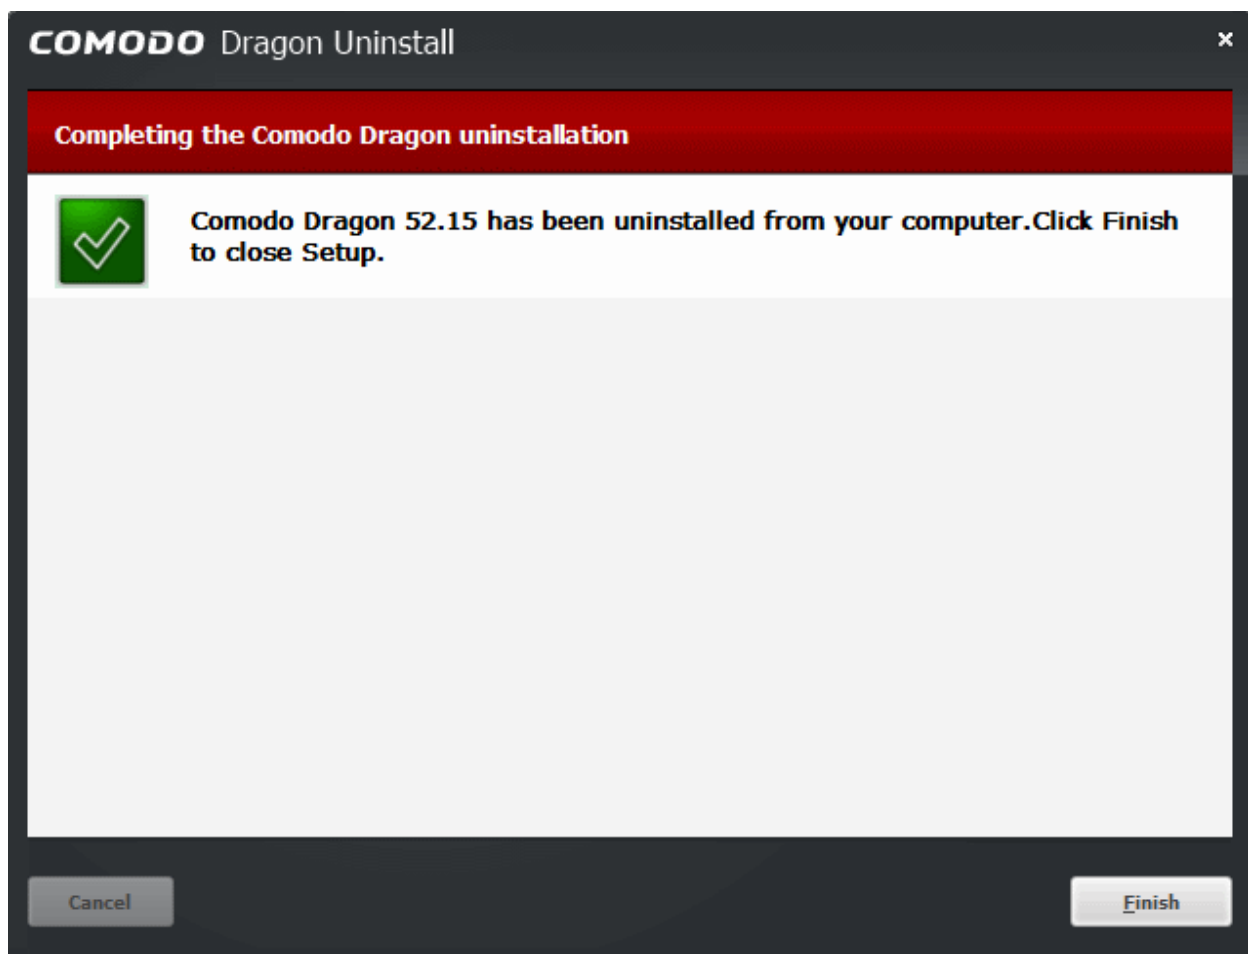 COMODO Dragon Uninstall
Completing the Comodo Dragon uninstallation
Comodo Dragon 52.15 has been uninstalled from your computer.Click Finish
to close Setup.
Cancel
Finish